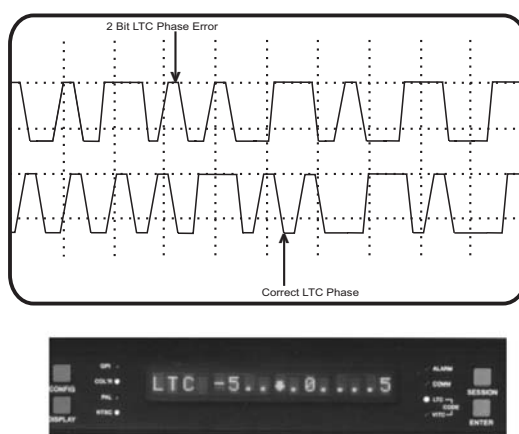 2 Bit LTC Phase Error
Correct LTC Phase
GPI
COL'R
PAL
NTSC
CONFIG
DISPLAY
LTC -5..♦.0....5
ALARM
COMM
LTC
VITC
CODE
SESSION
ENTER